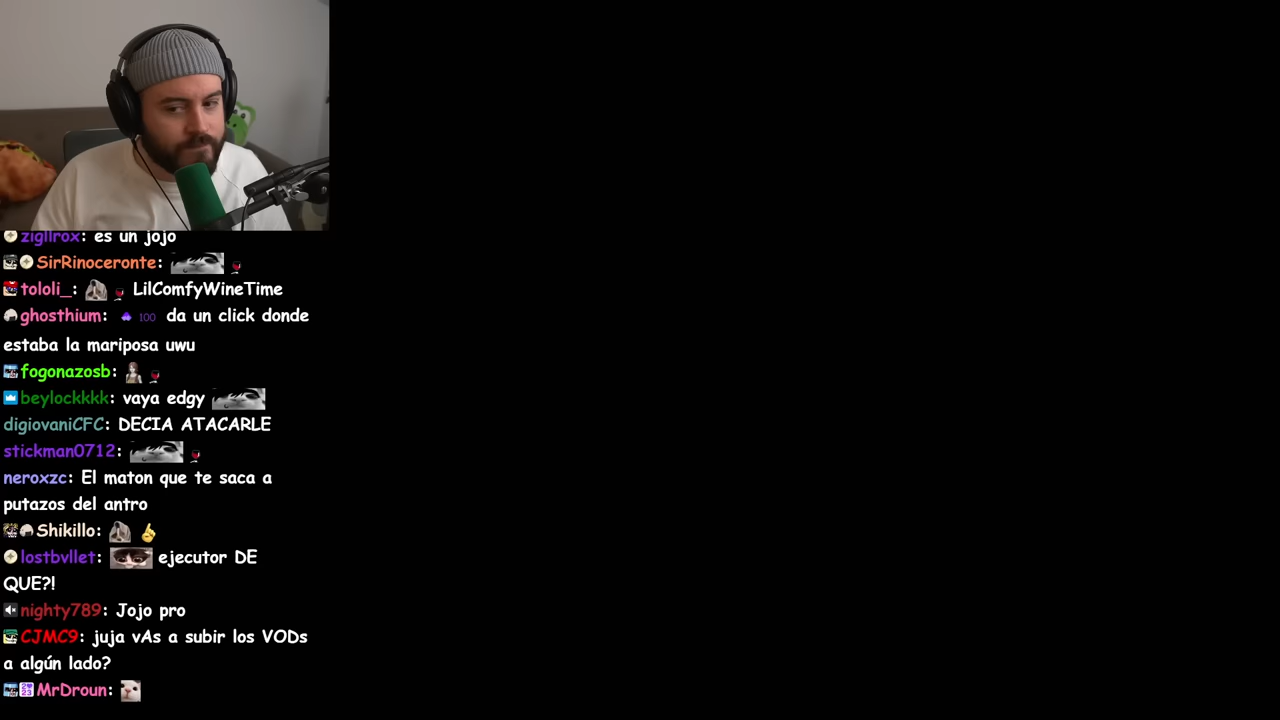 zigllrox: es un jojo
SirRinoceronte:
tololi_: LilComfyWineTime
ghosthium: 100 da un click donde
estaba la mariposa uwu
fogonazosb:
beylockkkk: vaya edgy
digiovaniCFC: DECIA ATACARLE
stickman0712:
neroxzc: El maton que te saca a
putazos del antro
Shikillo:
lostbvllet: ejecutor DE
QUE?!
nighty789: Jojo pro
CJMC9: juja vAs a subir los VODs
a algún lado?
MrDroun: